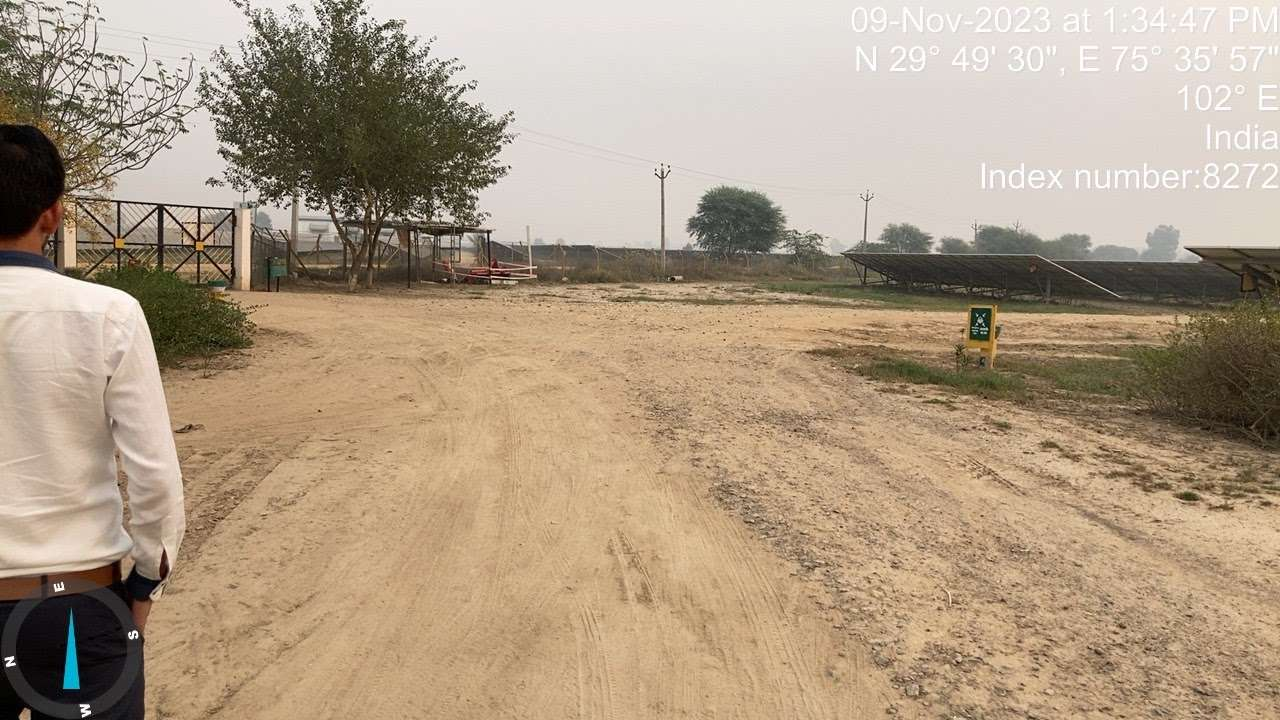 09-Nov-2023 at 1:34:47 PM
N 29° 49' 30", E 75° 35' 57"
102° E
India
Index number:8272
E
S
N
W